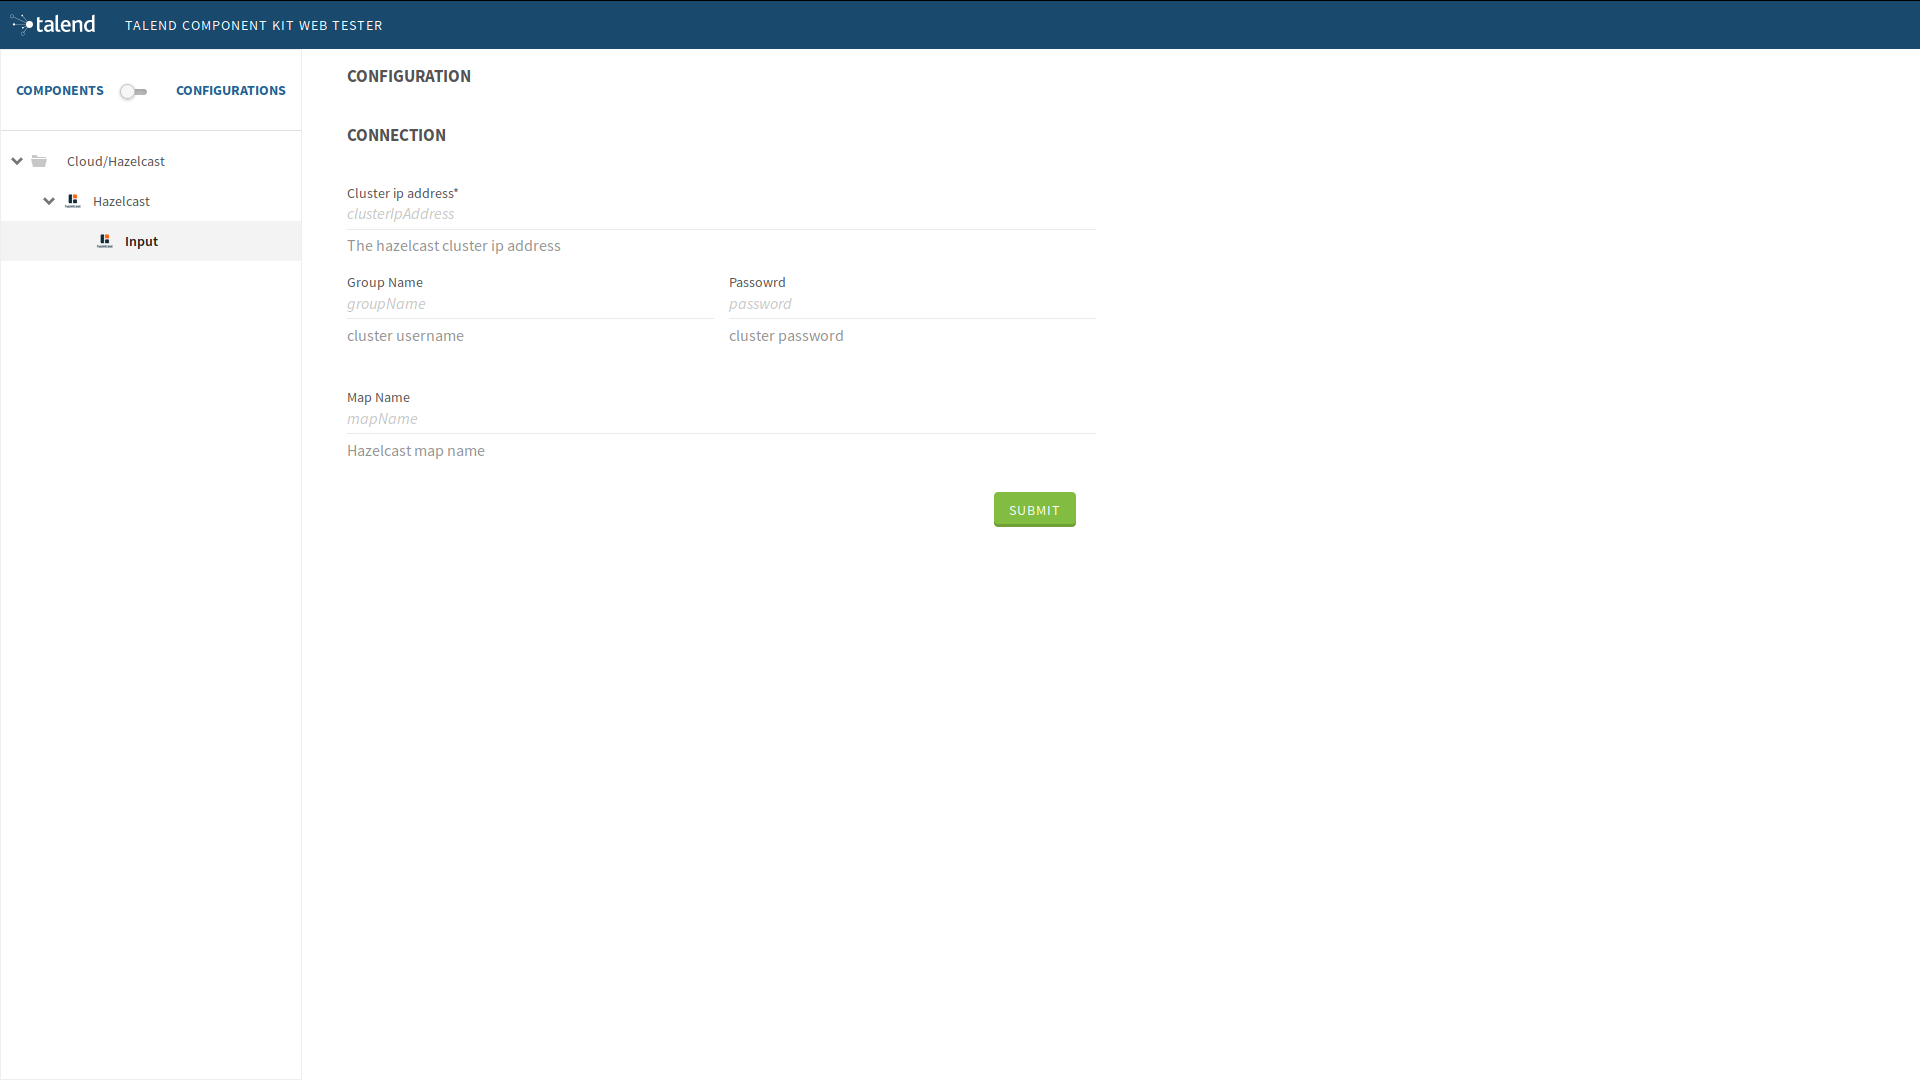 talend TALEND COMPONENT KIT WEB TESTER
COMPONENTS CONFIGURATIONS
Cloud/Hazelcast
Hazelcast
Input
CONFIGURATION
CONNECTION
Cluster ip address*
clusterIpAddress
The hazelcast cluster ip address
Group Name Passowrd
groupName password
cluster username cluster password
Map Name
mapName
Hazelcast map name
SUBMIT